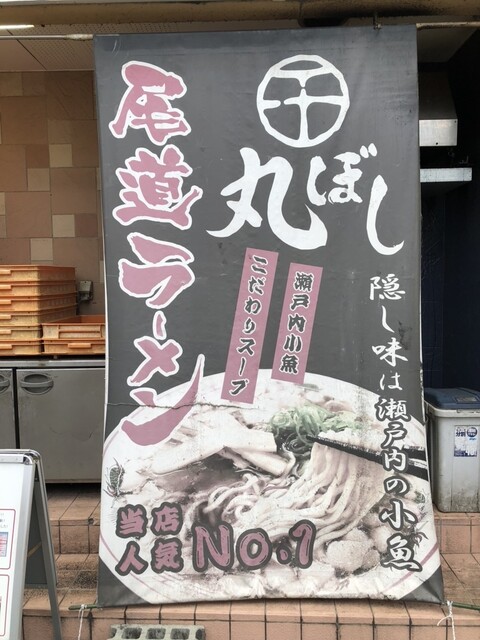 干
丸ぼし
尾道ラーメン
瀬戸内小魚
こだわりスープ
隠し味は瀬戸内の小魚
当店
人気No.1